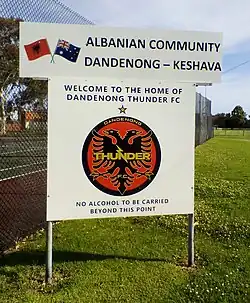 ALBANIAN COMMUNITY
DANDENONG – KESHAVA
WELCOME TO THE HOME OF
DANDENONG THUNDER FC
DANDENONG
THUNDER
NO ALCOHOL TO BE CARRIED
BEYOND THIS POINT